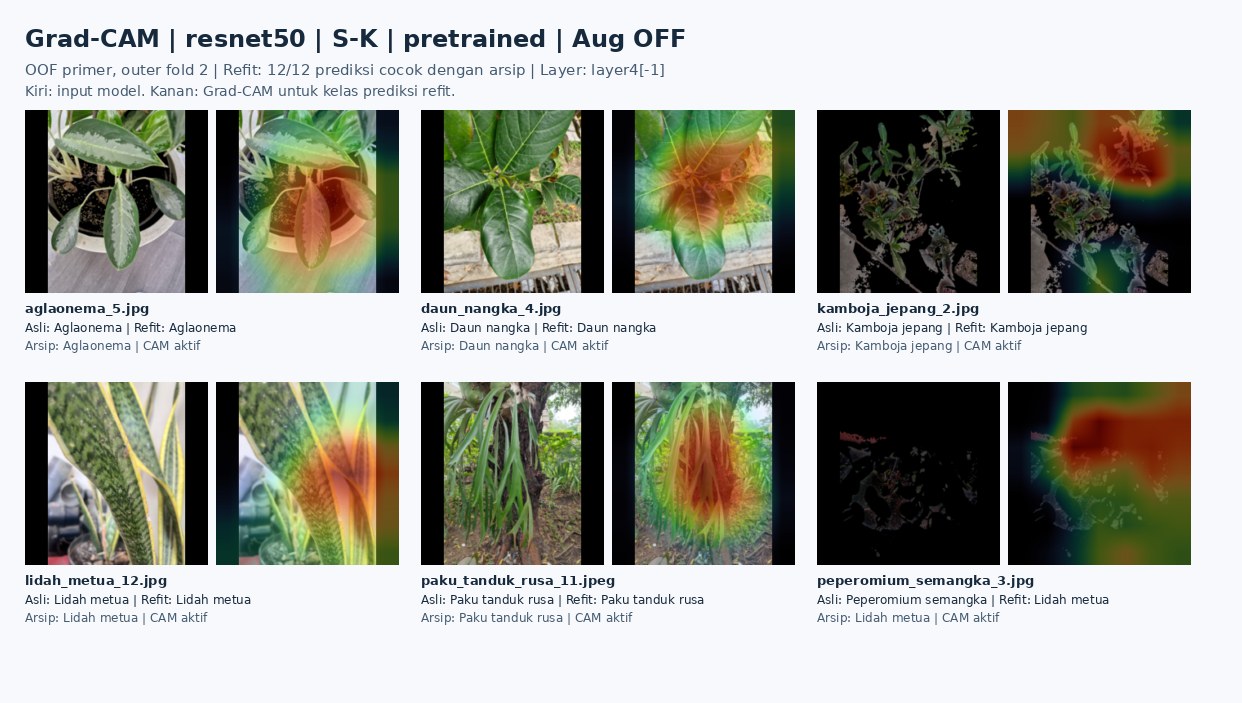 Grad-CAM | resnet50 | S-K | pretrained | Aug OFF
OOF primer, outer fold 2 | Refit: 12/12 prediksi cocok dengan arsip | Layer: layer4[-1]
Kiri: input model. Kanan: Grad-CAM untuk kelas prediksi refit.
aglaonema_5.jpg
Asli: Aglaonema | Refit: Aglaonema
Arsip: Aglaonema | CAM aktif
daun_nangka_4.jpg
Asli: Daun nangka | Refit: Daun nangka
Arsip: Daun nangka | CAM aktif
kamboja_jepang_2.jpg
Asli: Kamboja jepang | Refit: Kamboja jepang
Arsip: Kamboja jepang | CAM aktif
lidah_metua_12.jpg
Asli: Lidah metua | Refit: Lidah metua
Arsip: Lidah metua | CAM aktif
paku_tanduk_rusa_11.jpeg
Asli: Paku tanduk rusa | Refit: Paku tanduk rusa
Arsip: Paku tanduk rusa | CAM aktif
peperomium_semangka_3.jpg
Asli: Peperomium semangka | Refit: Lidah metua
Arsip: Lidah metua | CAM aktif